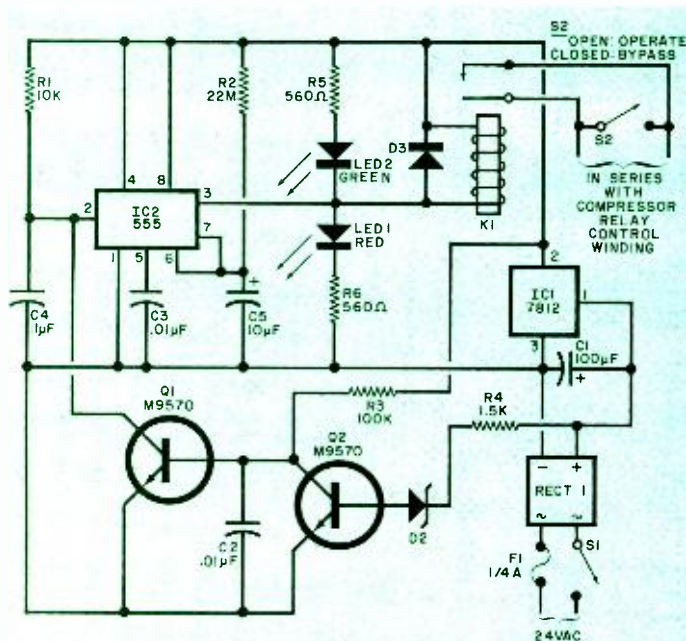 S2
OPEN: OPERATE
CLOSED-BYPASS
R1
10K
R2
22M
R5
560Ω
LED2
GREEN
D3
S2
IN SERIES
WITH
COMPRESSOR
RELAY
CONTROL
WINDING
K1
4
8
2
IC2
555
3
7
1
5
6
LED1
RED
R6
560Ω
C4
1µF
C3
.01µF
+
C5
10µF
2
IC1
7812
1
3
C1
100µF
+
Q1
M9570
R3
100K
Q2
M9570
R4
1.5K
D2
C2
.01µF
- +
RECT 1
~ ~
F1
1/4 A
S1
24VAC